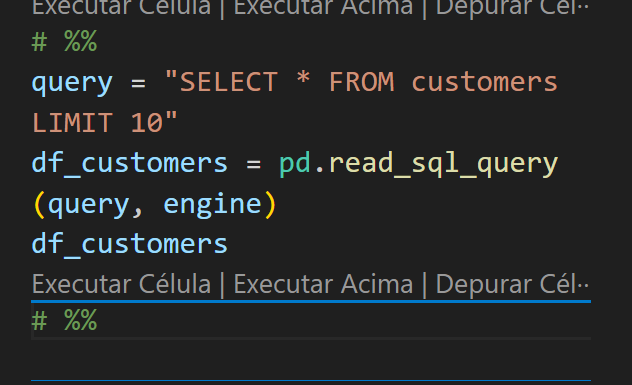 Executar Célula | Executar Acima | Depurar Cél··
# %%
query = "SELECT * FROM customers
LIMIT 10"
df_customers = pd.read_sql_query
(query, engine)
df_customers
Executar Célula | Executar Acima | Depurar Cél··
# %%